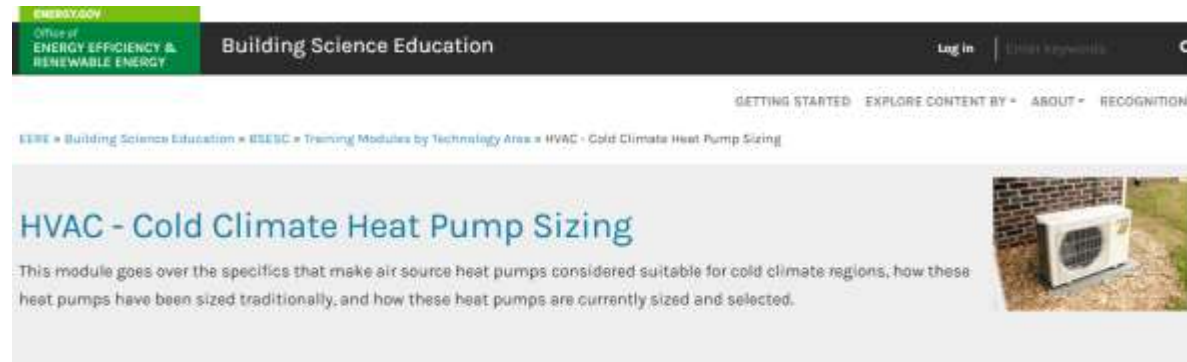 ENERGY.GOV
Office of
ENERGY EFFICIENCY &
RENEWABLE ENERGY
Building Science Education
Log in
Enter keywords
GETTING STARTED EXPLORE CONTENT BY ABOUT RECOGNITION
EERE » Building Science Education » BSESC » Training Modules by Technology Area » HVAC - Cold Climate Heat Pump Sizing
HVAC - Cold Climate Heat Pump Sizing
This module goes over the specifics that make air source heat pumps considered suitable for cold climate regions, how these
heat pumps have been sized traditionally, and how these heat pumps are currently sized and selected.